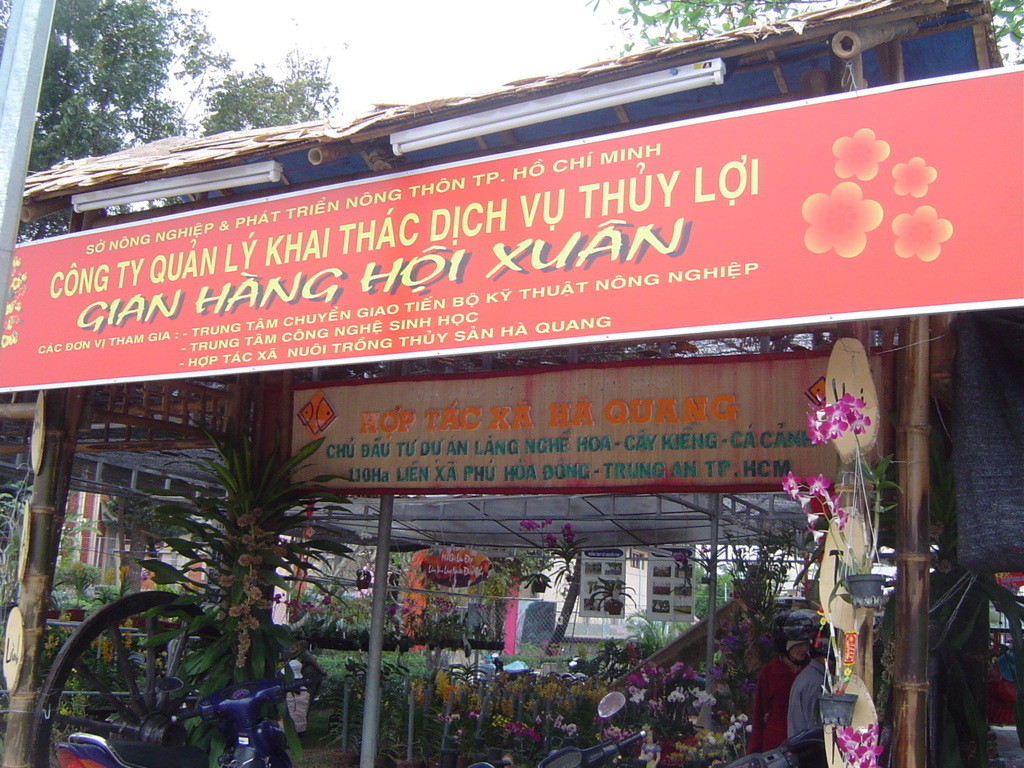 SỞ NÔNG NGHIỆP & PHÁT TRIỂN NÔNG THÔN TP. HỒ CHÍ MINH
CÔNG TY QUẢN LÝ KHAI THÁC DỊCH VỤ THỦY LỢI
GIAN HÀNG HỘI XUÂN
CÁC ĐƠN VỊ THAM GIA : - TRUNG TÂM CHUYỂN GIAO TIẾN BỘ KỸ THUẬT NÔNG NGHIỆP
- TRUNG TÂM CÔNG NGHỆ SINH HỌC
- HỢP TÁC XÃ NUÔI TRỒNG THỦY SẢN HÀ QUANG
HỢP TÁC XÃ HÀ QUANG
CHỦ ĐẦU TƯ DỰ ÁN LÀNG NGHỀ HOA - CÂY KIỂNG - CÁ CẢNH
110Ha LIÊN XÃ PHÚ HÒA ĐÔNG - TRUNG AN TP. HCM